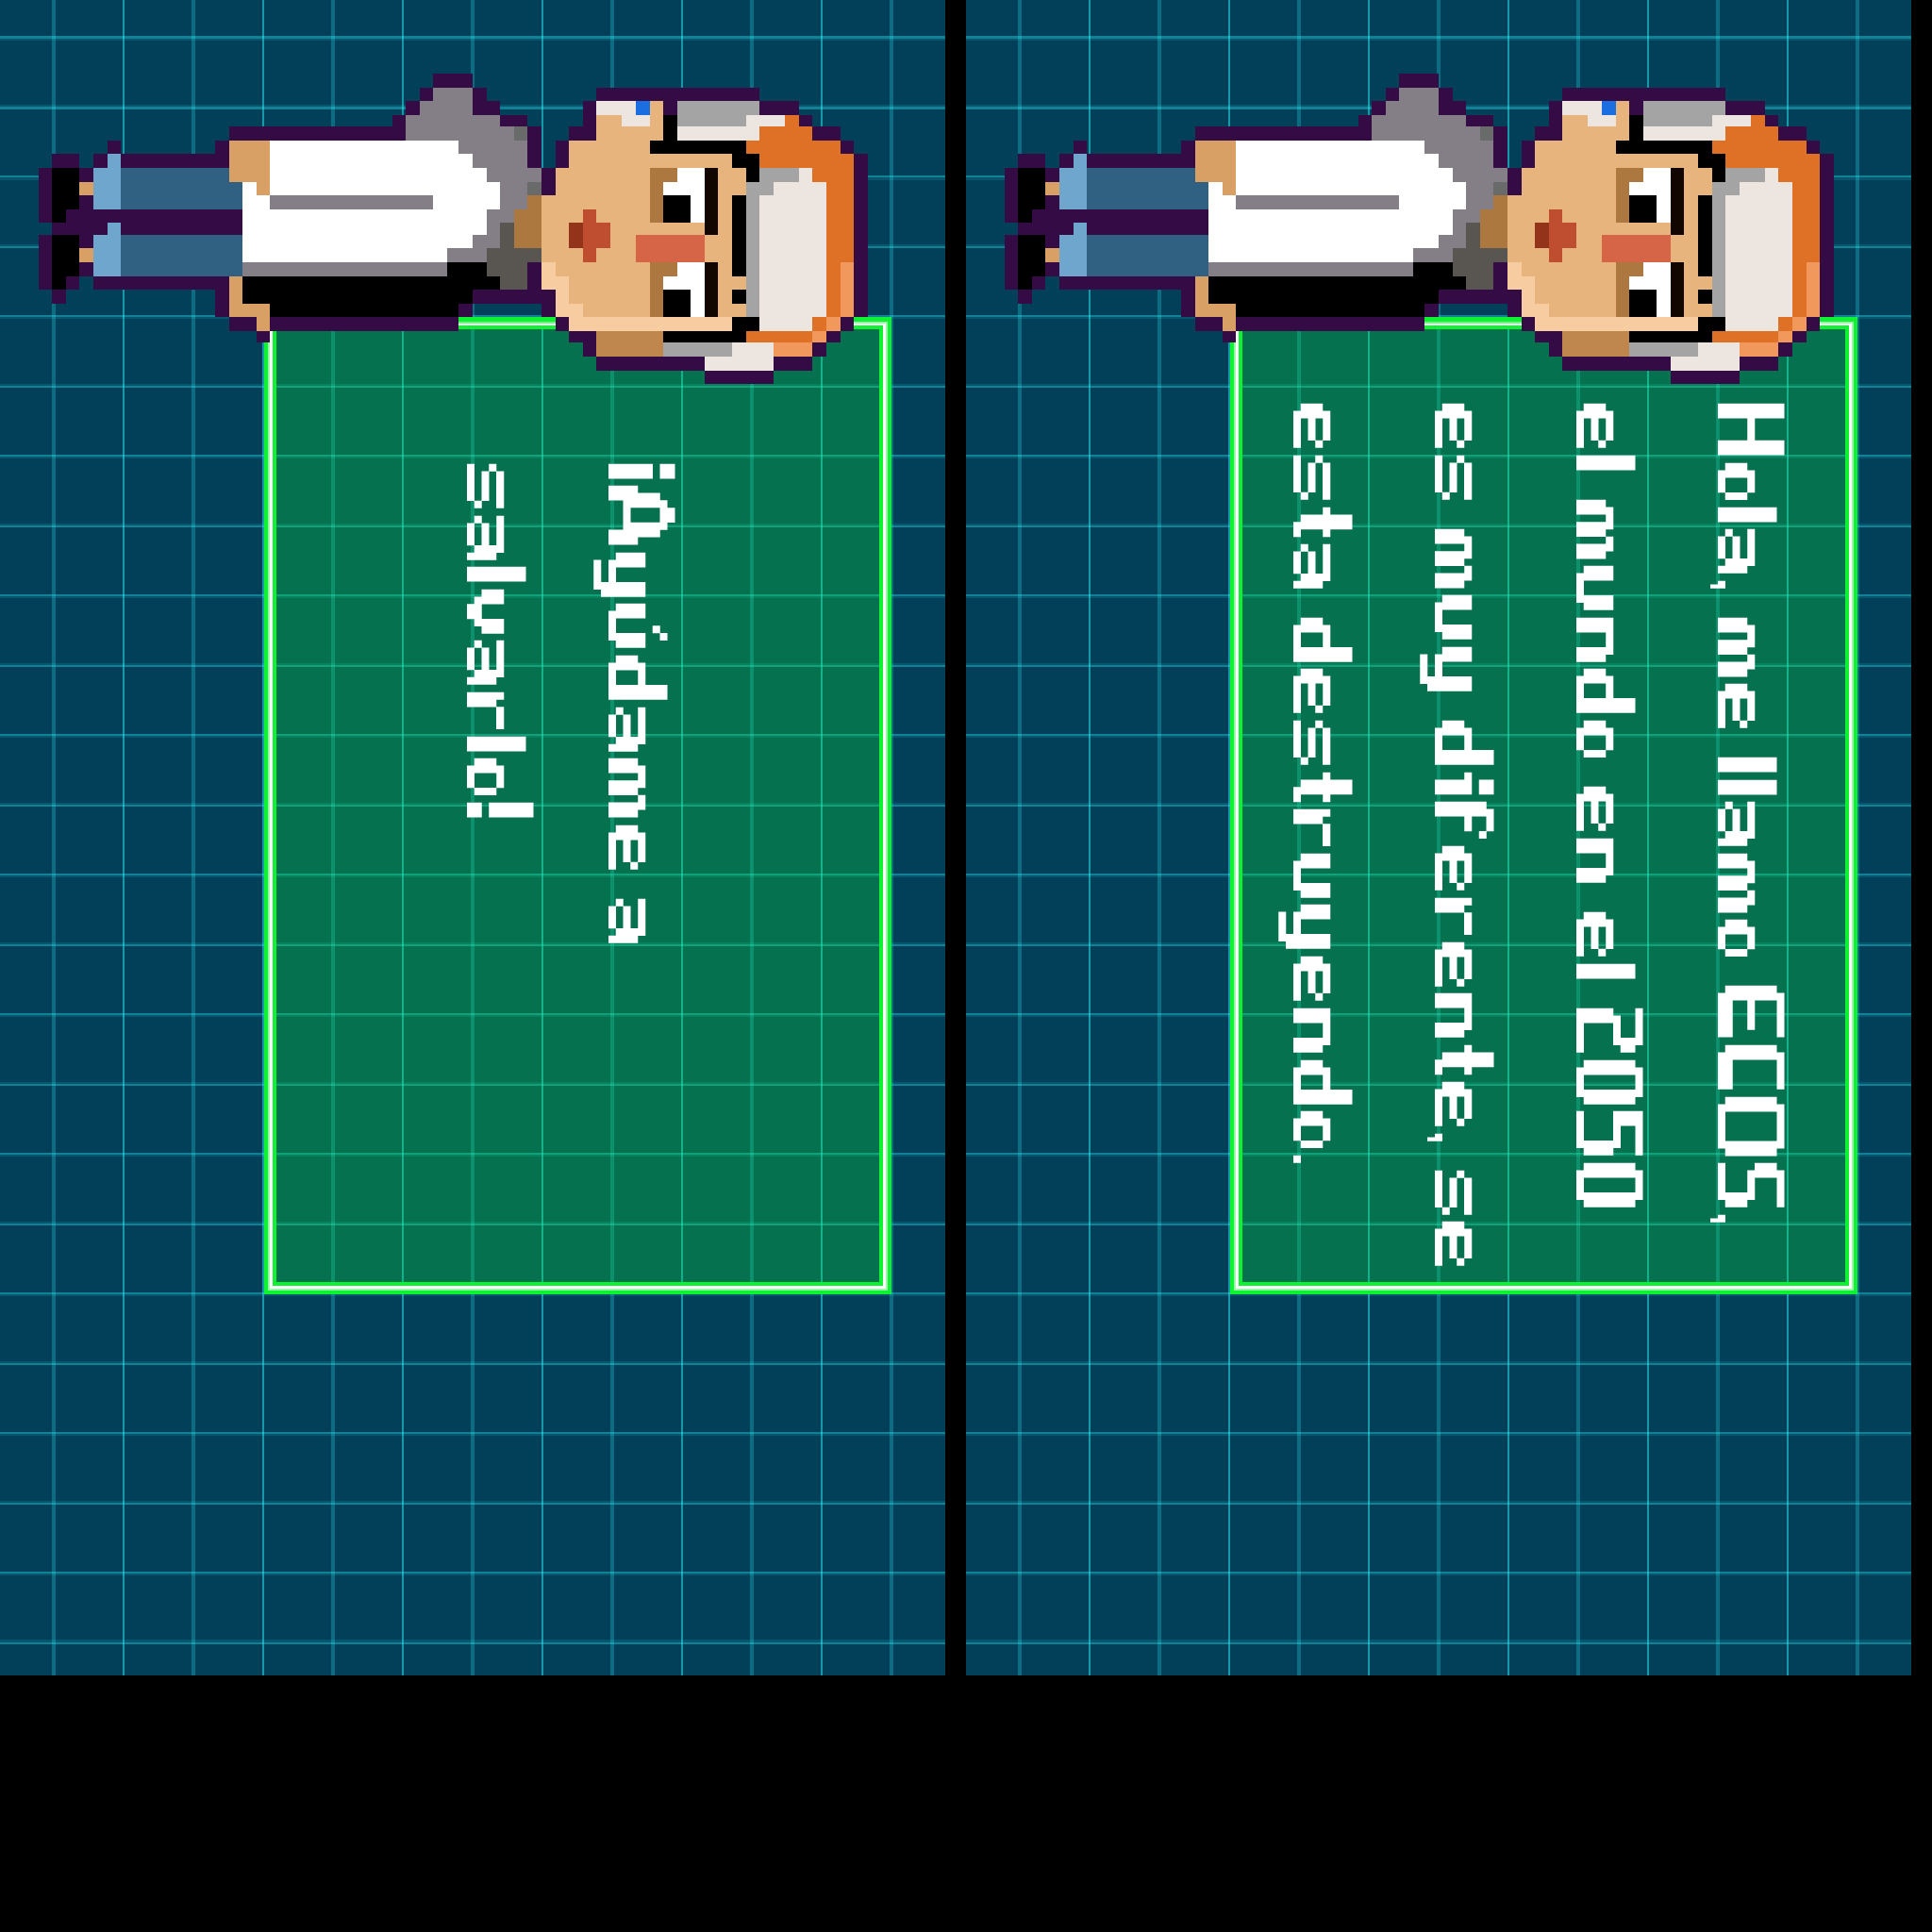 Hola, me llamo ECOS,
el mundo en el 2050
es muy diferente, se
esta destruyendo.
¡Ayúdame a
salvarlo!